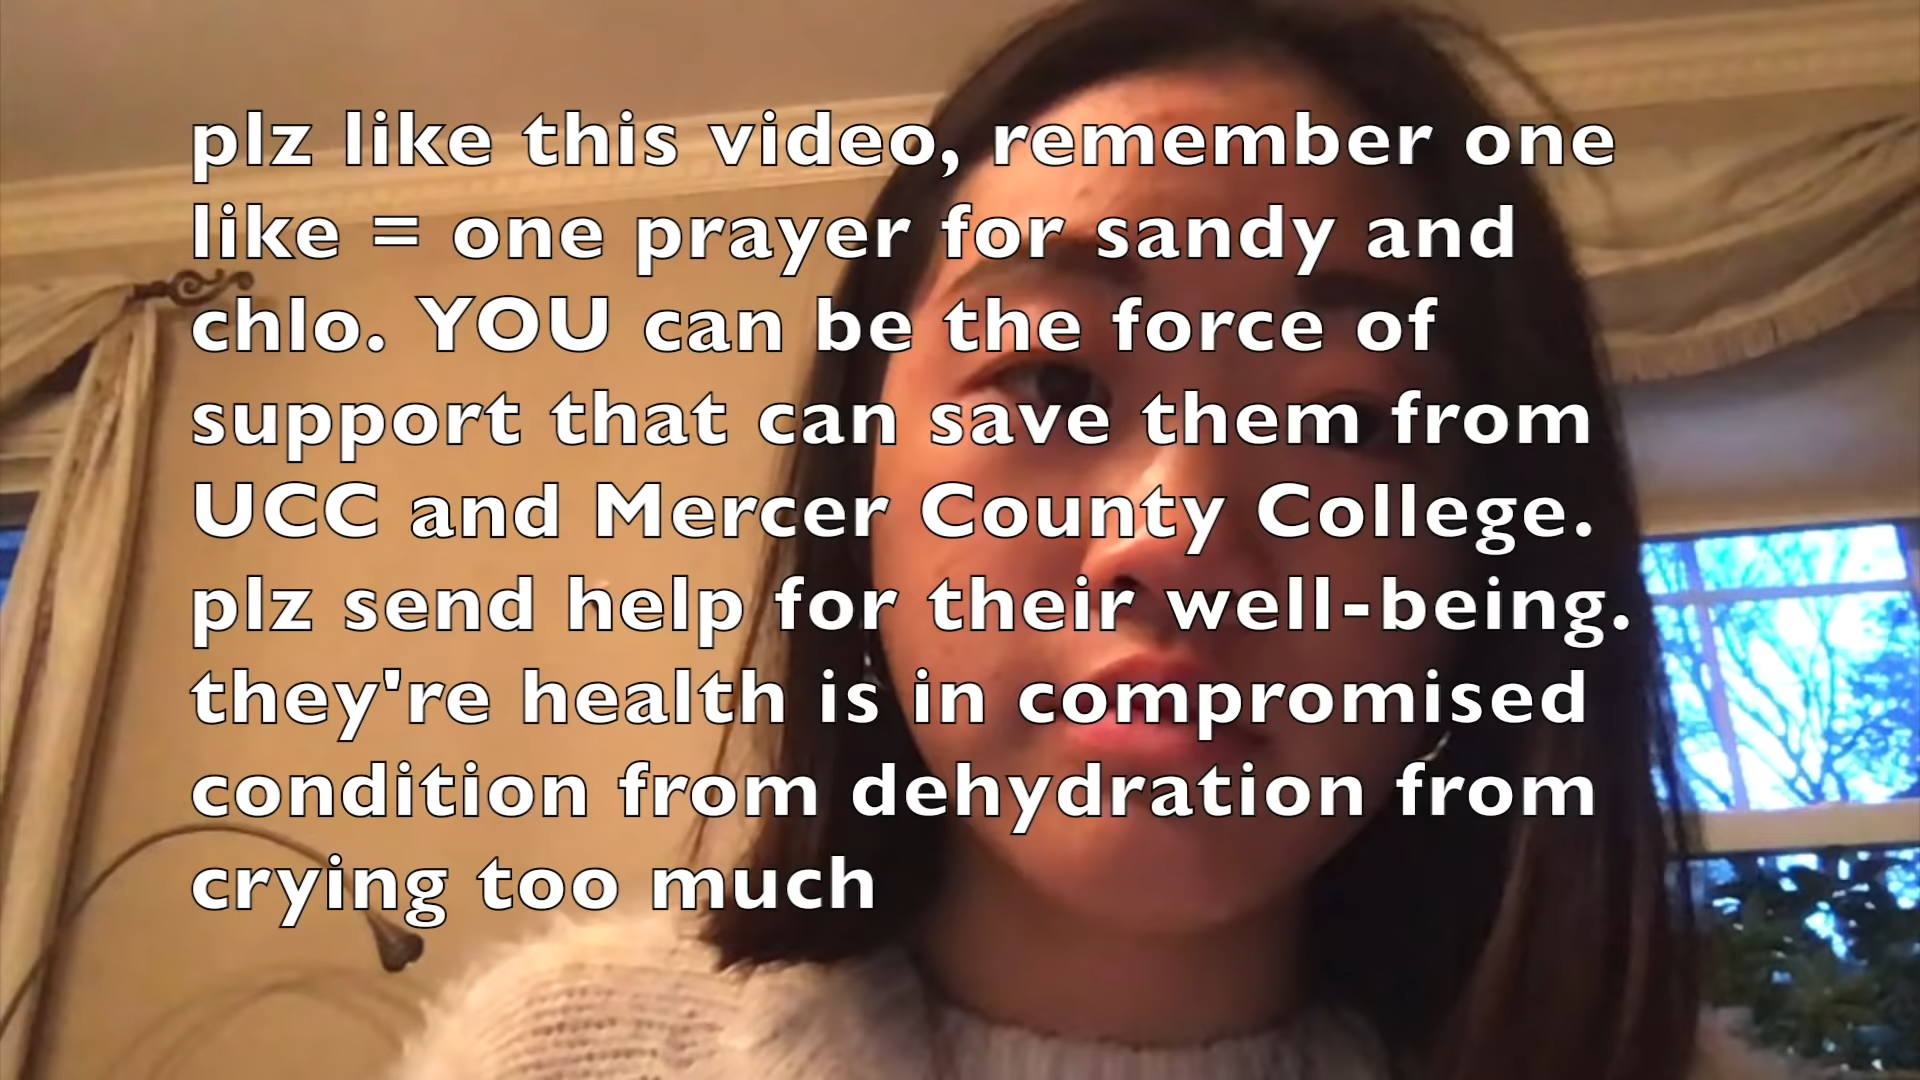 plz like this video, remember one
like = one prayer for sandy and
chlo. YOU can be the force of
support that can save them from
UCC and Mercer County College.
plz send help for their well-being.
they're health is in compromised
condition from dehydration from
crying too much